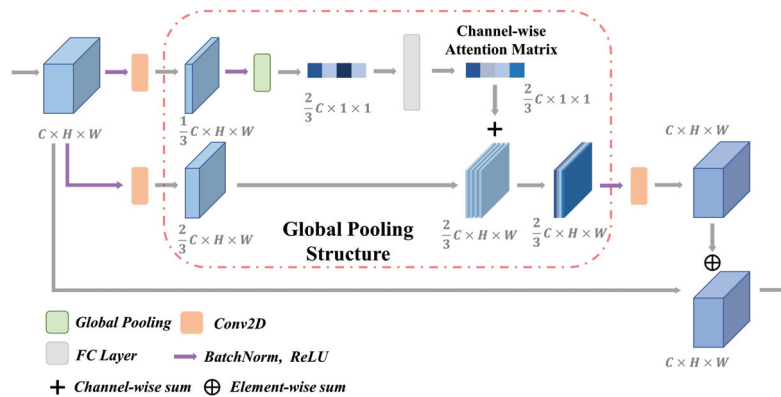 Channel-wise
Attention Matrix
C × H × W
1/3 C × H × W
2/3 C × 1 × 1
2/3 C × 1 × 1
+
C × H × W
2/3 C × H × W
Global Pooling
Structure
2/3 C × H × W
2/3 C × H × W
⊕
C × H × W
Global Pooling
Conv2D
FC Layer
BatchNorm, ReLU
+ Channel-wise sum
⊕ Element-wise sum